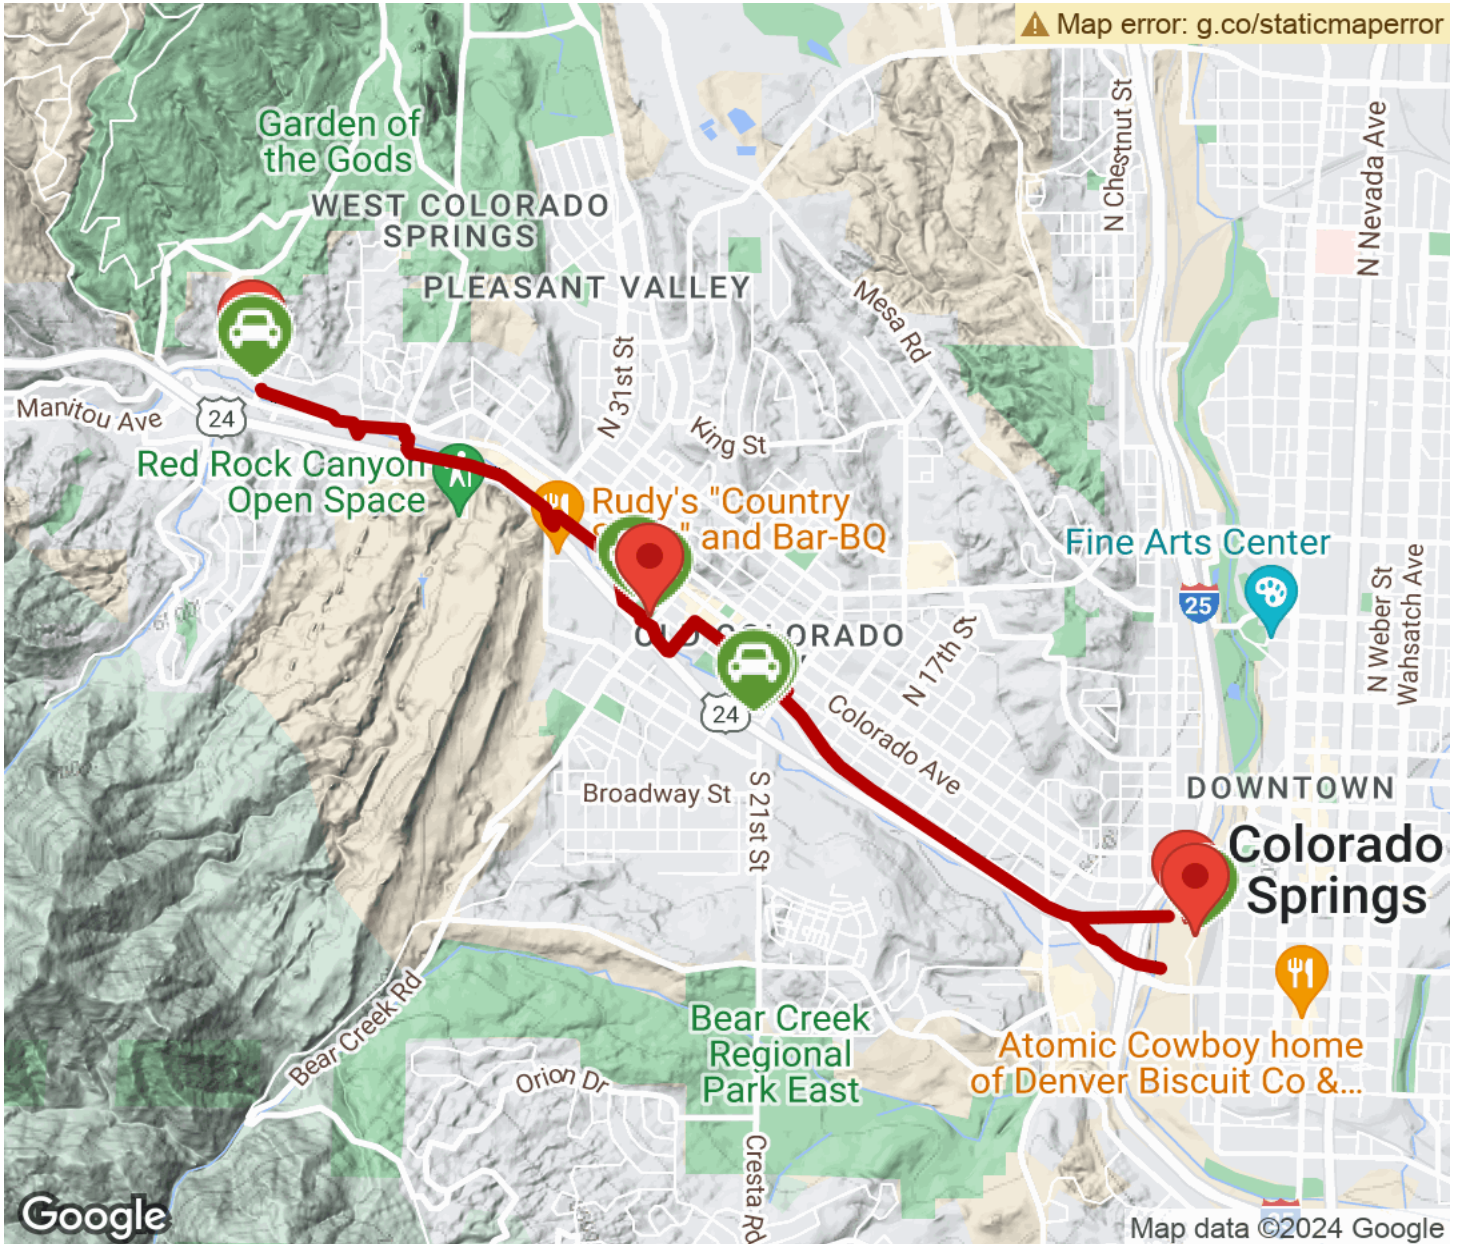 Map error: g.co/staticmaperror
Garden of
the Gods
WEST COLORADO
SPRINGS
PLEASANT VALLEY
N Chestnut St
N Nevada Ave
Mesa Rd
N 31st St
King St
Manitou Ave
24
Red Rock Canyon
Open Space
Rudy's "Country
" and Bar-BQ
Fine Arts Center
25
N Weber St
Wahsatch Ave
OLD COLORADO
N 17th St
24
Colorado Ave
Broadway St
S 21st St
DOWNTOWN
Colorado
Springs
Bear Creek Rd
Bear Creek
Regional
Park East
Orion Dr
Atomic Cowboy home
of Denver Biscuit Co &...
Cresta Rd
Google
Map data ©2024 Google